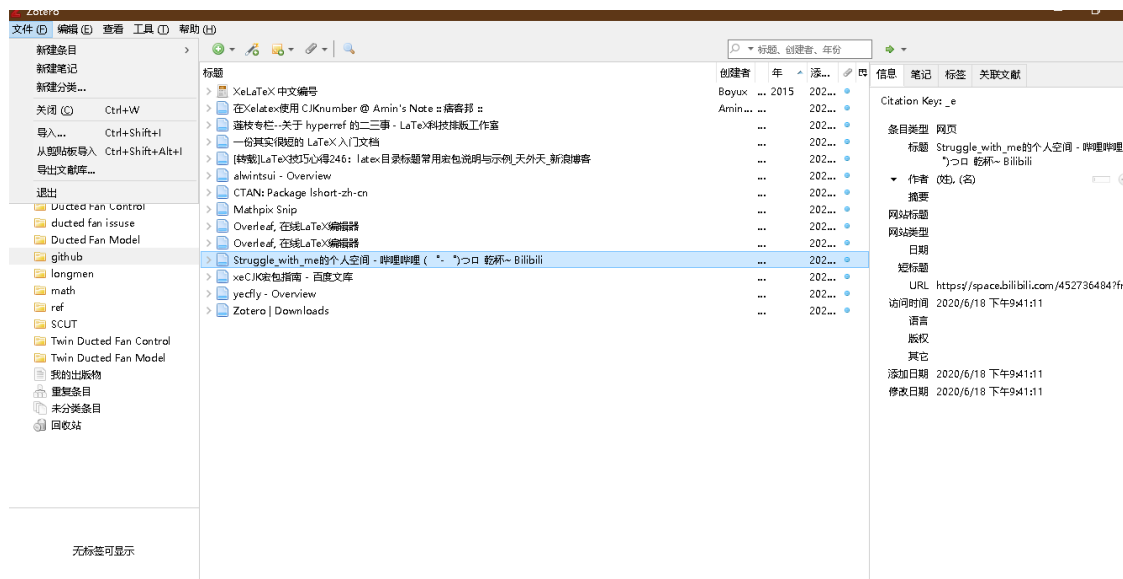 Zotero
文件(F) 编辑(E) 查看 工具(T) 帮助(H)
新建条目
新建笔记
新建分类...
关闭(C) Ctrl+W
导入... Ctrl+Shift+I
从剪贴板导入 Ctrl+Shift+Alt+I
导出文献库...
退出
Ducted Fan Control
ducted fan issuse
Ducted Fan Model
github
longmen
math
ref
SCUT
Twin Ducted Fan Control
Twin Ducted Fan Model
我的出版物
重复条目
未分类条目
回收站
无标签可显示
标题、创建者、年份
标题 创建者 年 添...
XeLaTeX 中文编号 Boyux ... 2015 202...
在Xelatex使用 CJKnumber @ Amin's Note :: 痞客邦 :: Amin... ... 202...
莲枝专栏--关于 hyperref 的二三事 - LaTeX科技排版工作室 ... 202...
一份其实很短的 LaTeX 入门文档 ... 202...
[转载]LaTeX技巧心得246：latex目录标题常用宏包说明与示例_天外天_新浪博客 ... 202...
alwintsui - Overview ... 202...
CTAN: Package lshort-zh-cn ... 202...
Mathpix Snip ... 202...
Overleaf, 在线LaTeX编辑器 ... 202...
Overleaf, 在线LaTeX编辑器 ... 202...
Struggle_with_me的个人空间 - 哔哩哔哩 ( ゜- ゜)つロ 乾杯~ Bilibili ... 202...
xeCJK宏包指南 - 百度文库 ... 202...
yecfly - Overview ... 202...
Zotero | Downloads ... 202...
信息 笔记 标签 关联文献
Citation Key: _e
条目类型 网页
标题 Struggle_with_me的个人空间 - 哔哩哔哩
゜)つロ 乾杯~ Bilibili
作者 (姓), (名)
摘要
网站标题
网站类型
日期
短标题
URL https://space.bilibili.com/452736484?fr
访问时间 2020/6/18 下午9:41:11
语言
版权
其它
添加日期 2020/6/18 下午9:41:11
修改日期 2020/6/18 下午9:41:11